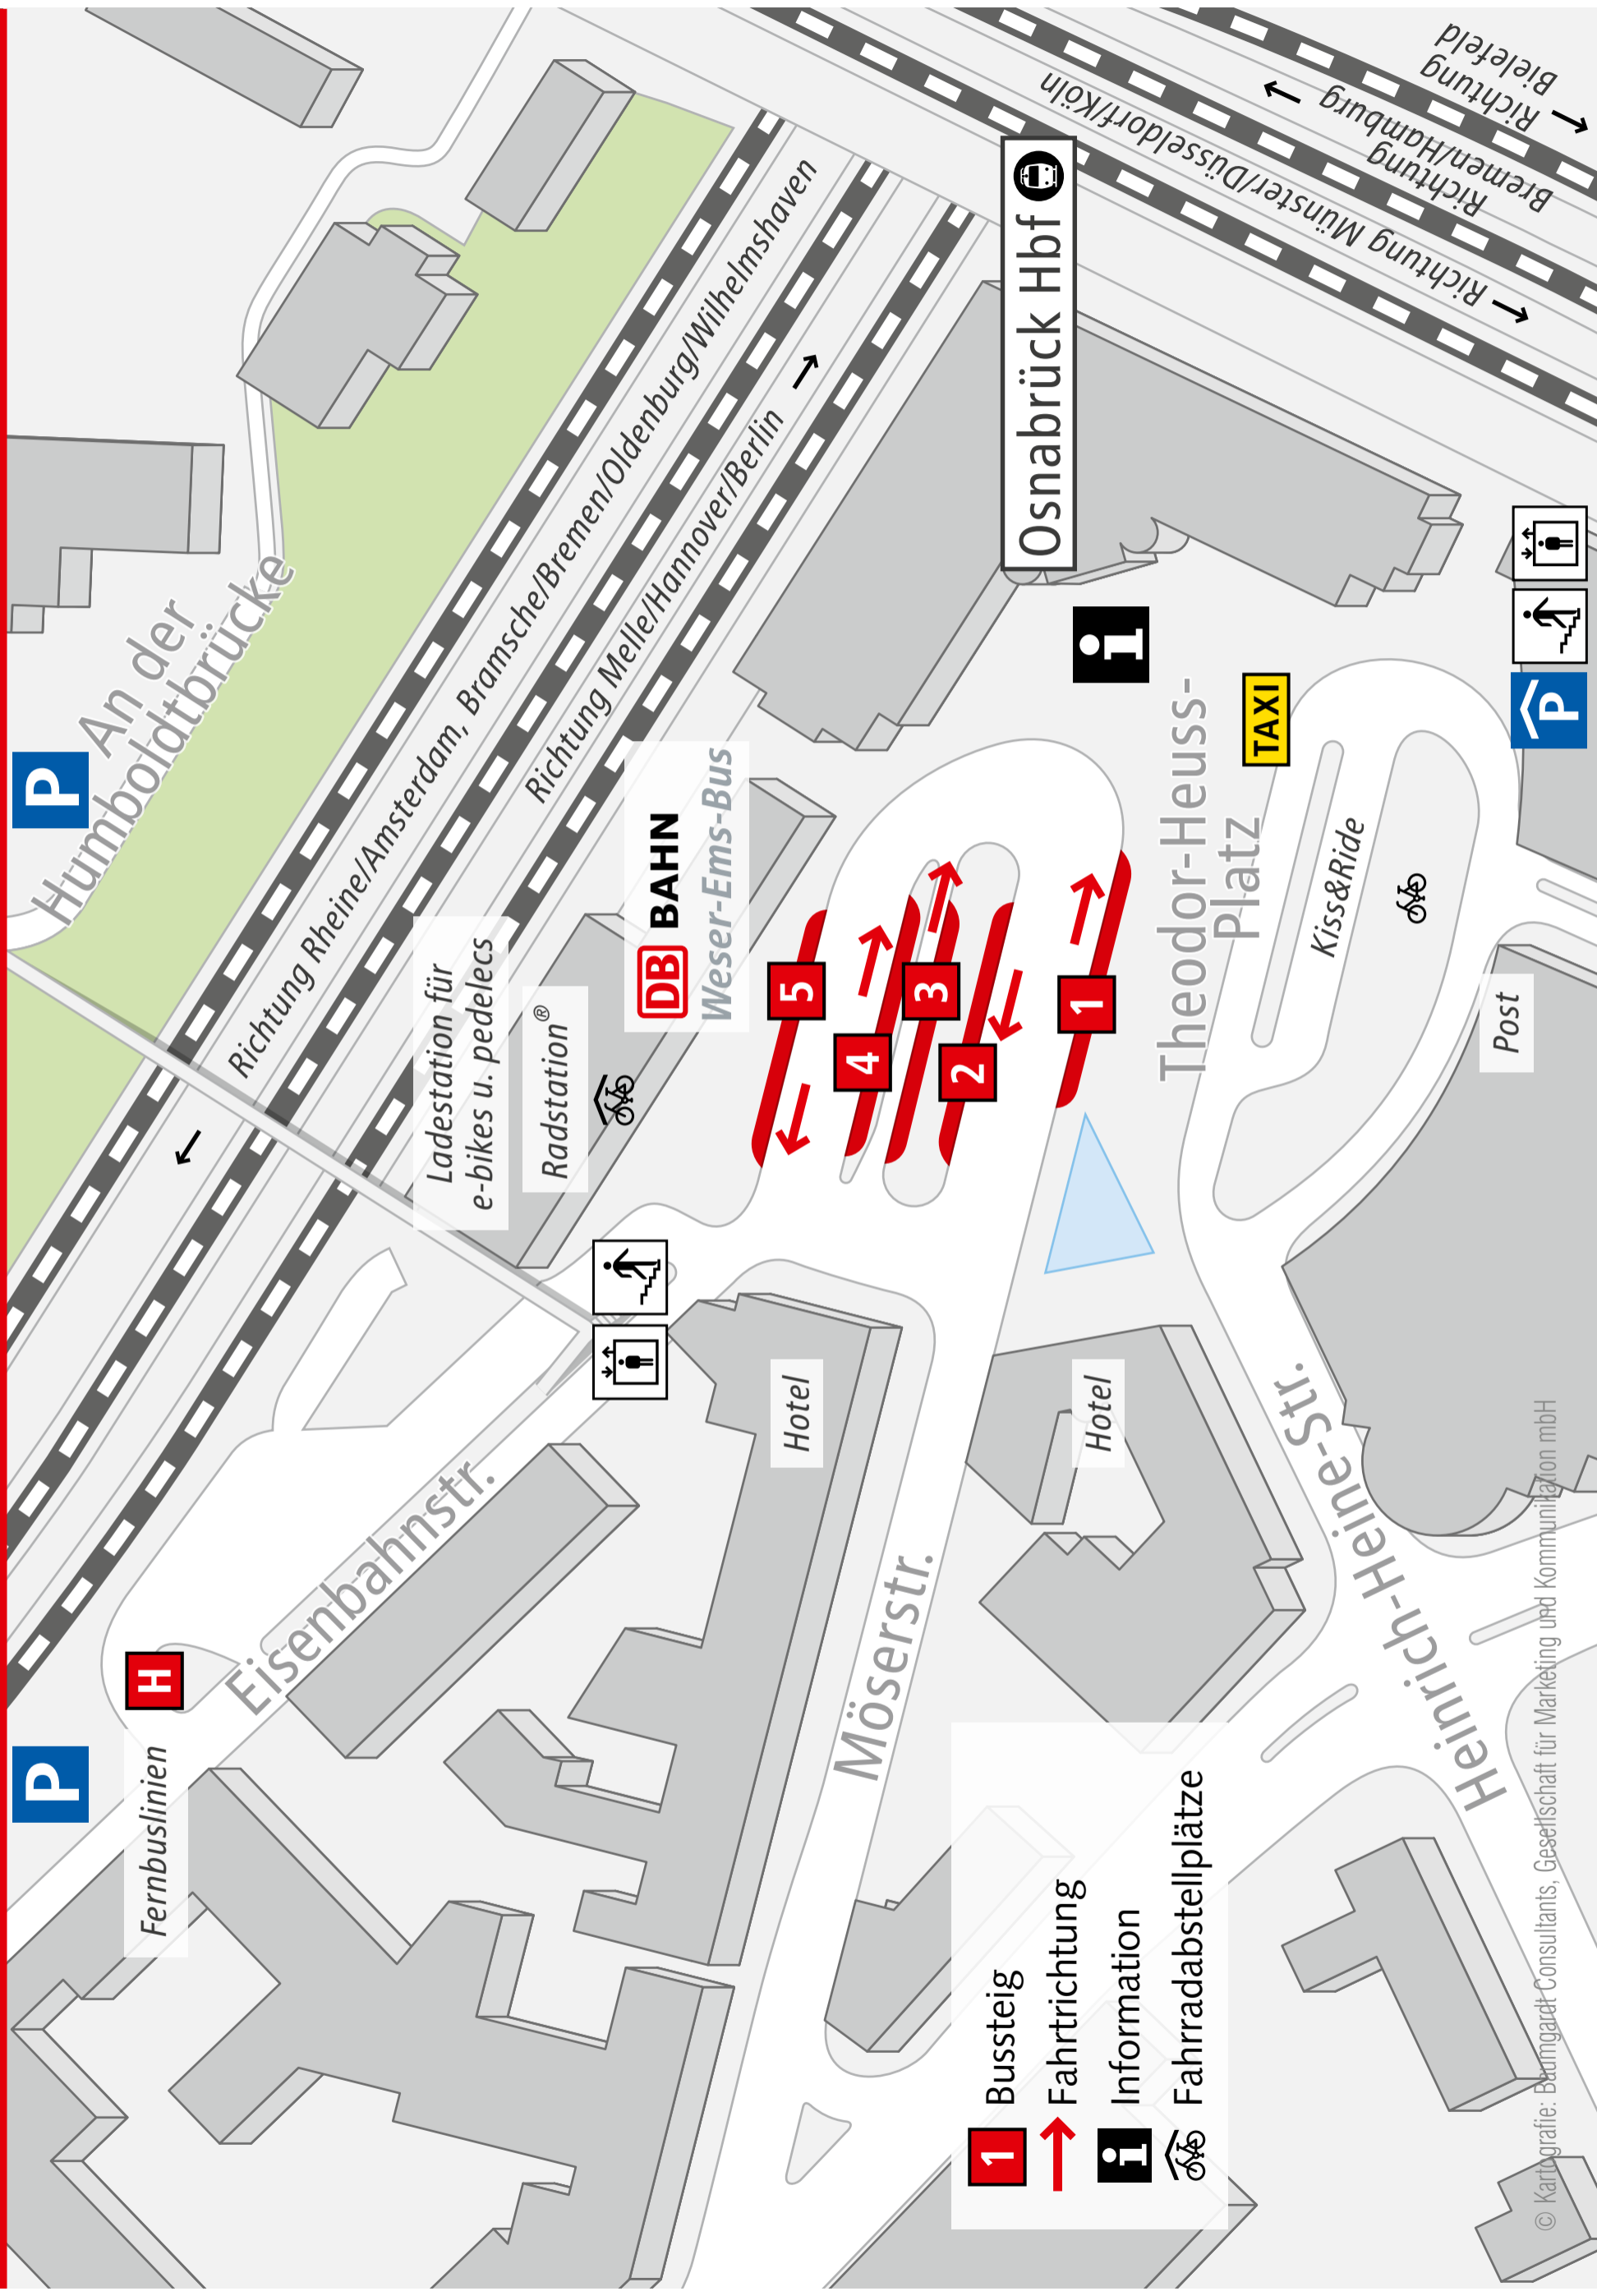 P
An der
Humboldtbrücke
Richtung Rheine/Amsterdam, Bramsche/Bremen/Oldenburg/Wilhelmshaven
Richtung Melle/Hannover/Berlin
Richtung Münster/Düsseldorf/Köln
Richtung
Bremen/Hamburg
Richtung
Bielefeld
Osnabrück Hbf
Ladestation für
e-bikes u. pedelecs
Radstation®
DB BAHN
Weser-Ems-Bus
5
4
3
2
1
i
Theodor-Heuss-
Platz
TAXI
Kiss&Ride
P
Post
P
H
Fernbuslinien
Eisenbahnstr.
Hotel
Hotel
Möserstr.
Heinrich-Heine-Str.
1 Bussteig
Fahrtrichtung
i Information
Fahrradabstellplätze
© Kartografie: Baumgardt Consultants, Gesellschaft für Marketing und Kommunikation mbH